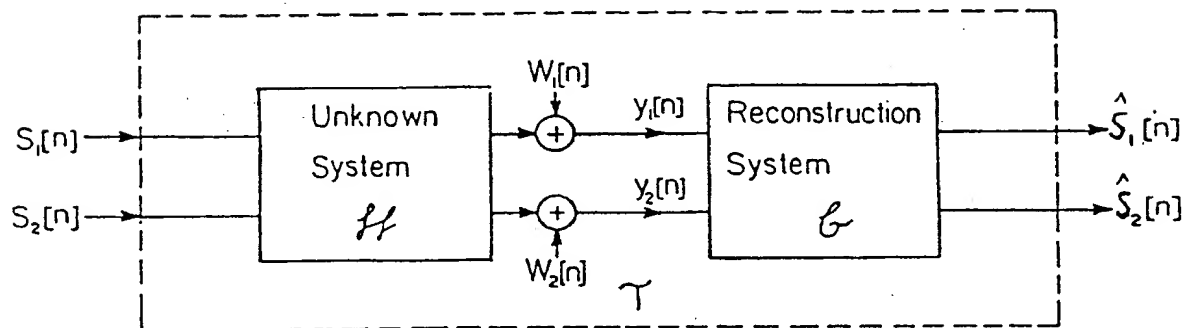 W₁[n]
S₁[n]
Unknown
System
ℋ
+
y₁[n]
Reconstruction
System
Ŝ₁[n]
S₂[n]
+
y₂[n]
Ŝ₂[n]
W₂[n]
T